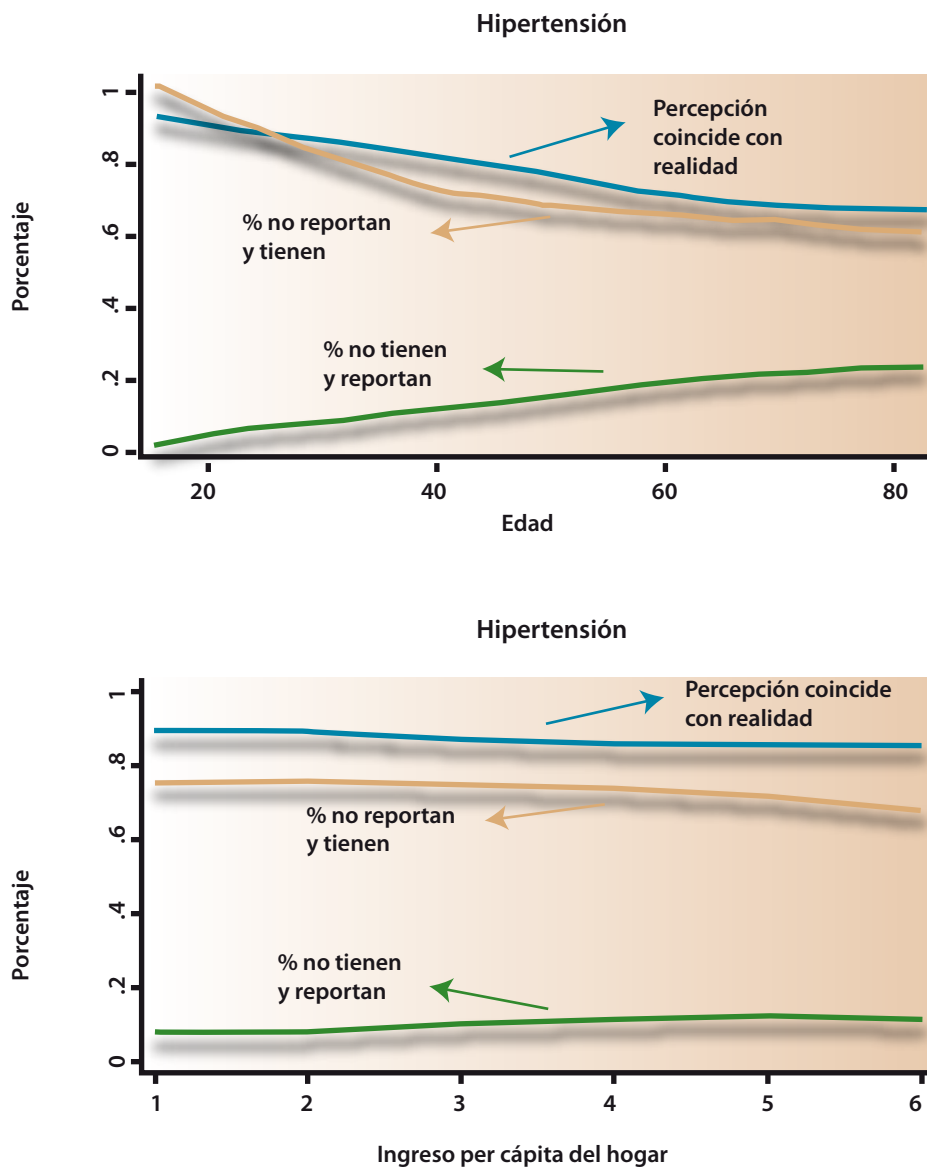 Hipertensión
Porcentaje
1
.8
.6
.4
.2
0
Percepción
coincide con
realidad
% no reportan
y tienen
% no tienen
y reportan
20 40 60 80
Edad
Hipertensión
Porcentaje
1
.8
.6
.4
.2
0
Percepción coincide
con realidad
% no reportan
y tienen
% no tienen
y reportan
1 2 3 4 5 6
Ingreso per cápita del hogar